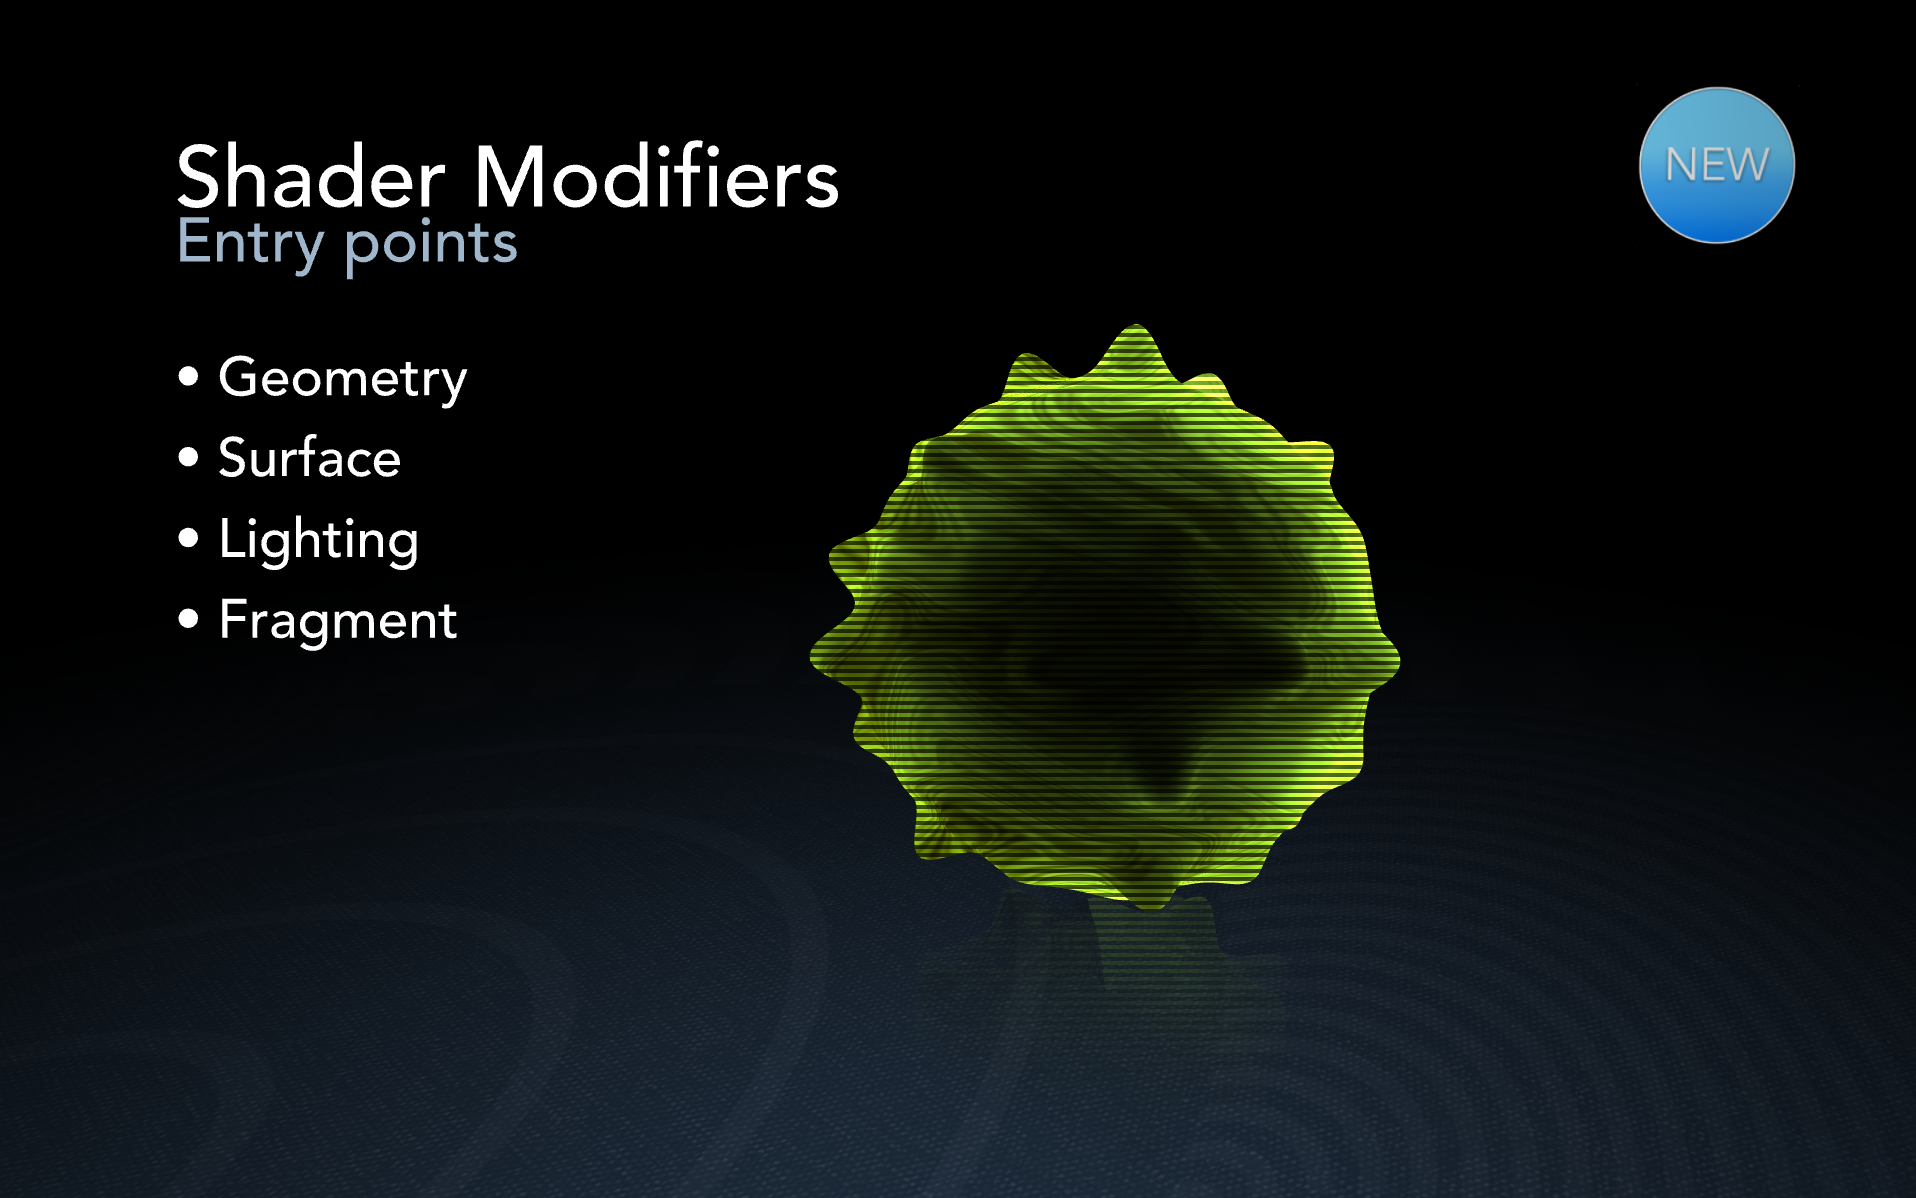 Shader Modifiers
NEW
Entry points
• Geometry
• Surface
• Lighting
• Fragment